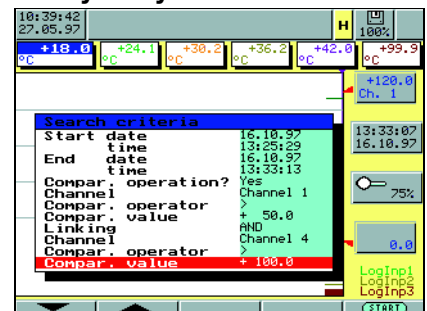 10:39:42
27.05.97
H
100%
+18.0 +24.1 +30.2 +36.2 +42.0 +99.9
°C °C °C °C °C °C
+120.0
Ch. 1
Search criteria
Start date 16.10.97
time 13:25:29
End date 16.10.97
time 13:33:13
Compar. operation? Yes
Channel Channel 1
Compar. operator >
Compar. value + 50.0
Linking AND
Channel Channel 4
Compar. operator >
Compar. value + 100.0
13:33:07
16.10.97
75%
0.0
LogInp1
LogInp2
LogInp3
(START)